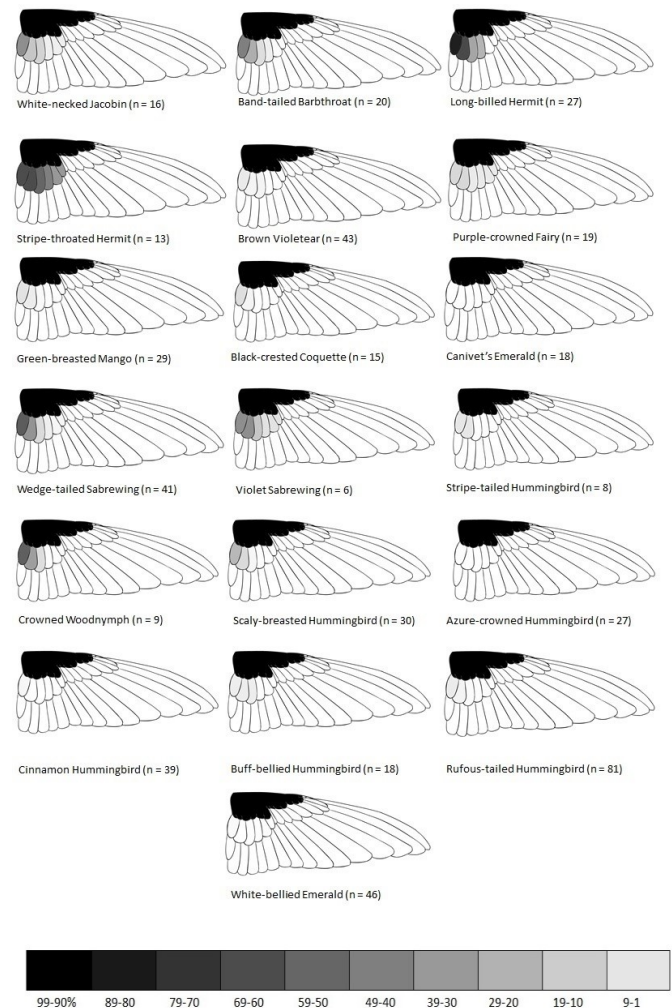 White-necked Jacobin (n = 16)
Band-tailed Barbthroat (n = 20)
Long-billed Hermit (n = 27)
Stripe-throated Hermit (n = 13)
Brown Violetear (n = 43)
Purple-crowned Fairy (n = 19)
Green-breasted Mango (n = 29)
Black-crested Coquette (n = 15)
Canivet's Emerald (n = 18)
Wedge-tailed Sabrewing (n = 41)
Violet Sabrewing (n = 6)
Stripe-tailed Hummingbird (n = 8)
Crowned Woodnymph (n = 9)
Scaly-breasted Hummingbird (n = 30)
Azure-crowned Hummingbird (n = 27)
Cinnamon Hummingbird (n = 39)
Buff-bellied Hummingbird (n = 18)
Rufous-tailed Hummingbird (n = 81)
White-bellied Emerald (n = 46)
99-90% 89-80 79-70 69-60 59-50 49-40 39-30 29-20 19-10 9-1